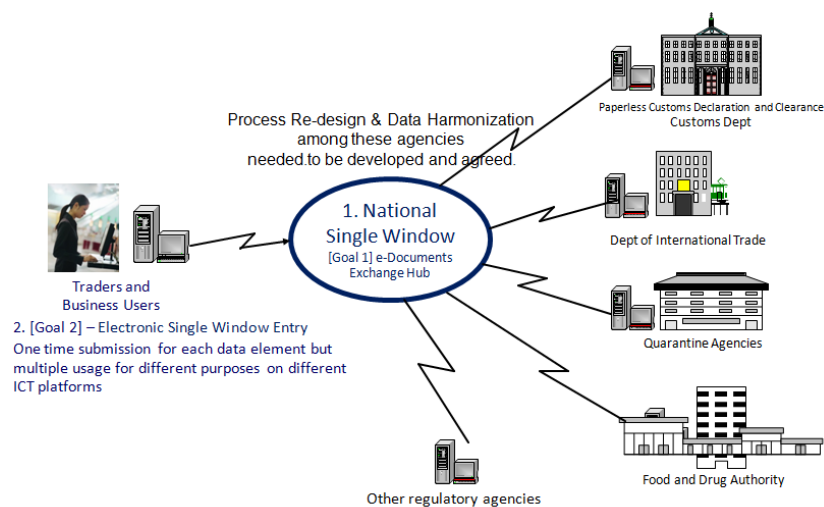 Process Re-design & Data Harmonization
among these agencies
needed.to be developed and agreed.
Paperless Customs Declaration and Clearance
Customs Dept
1. National
Single Window
[Goal 1] e-Documents
Exchange Hub
Dept of International Trade
Traders and
Business Users
2. [Goal 2] – Electronic Single Window Entry
One time submission for each data element but
multiple usage for different purposes on different
ICT platforms
Quarantine Agencies
Food and Drug Authority
Other regulatory agencies